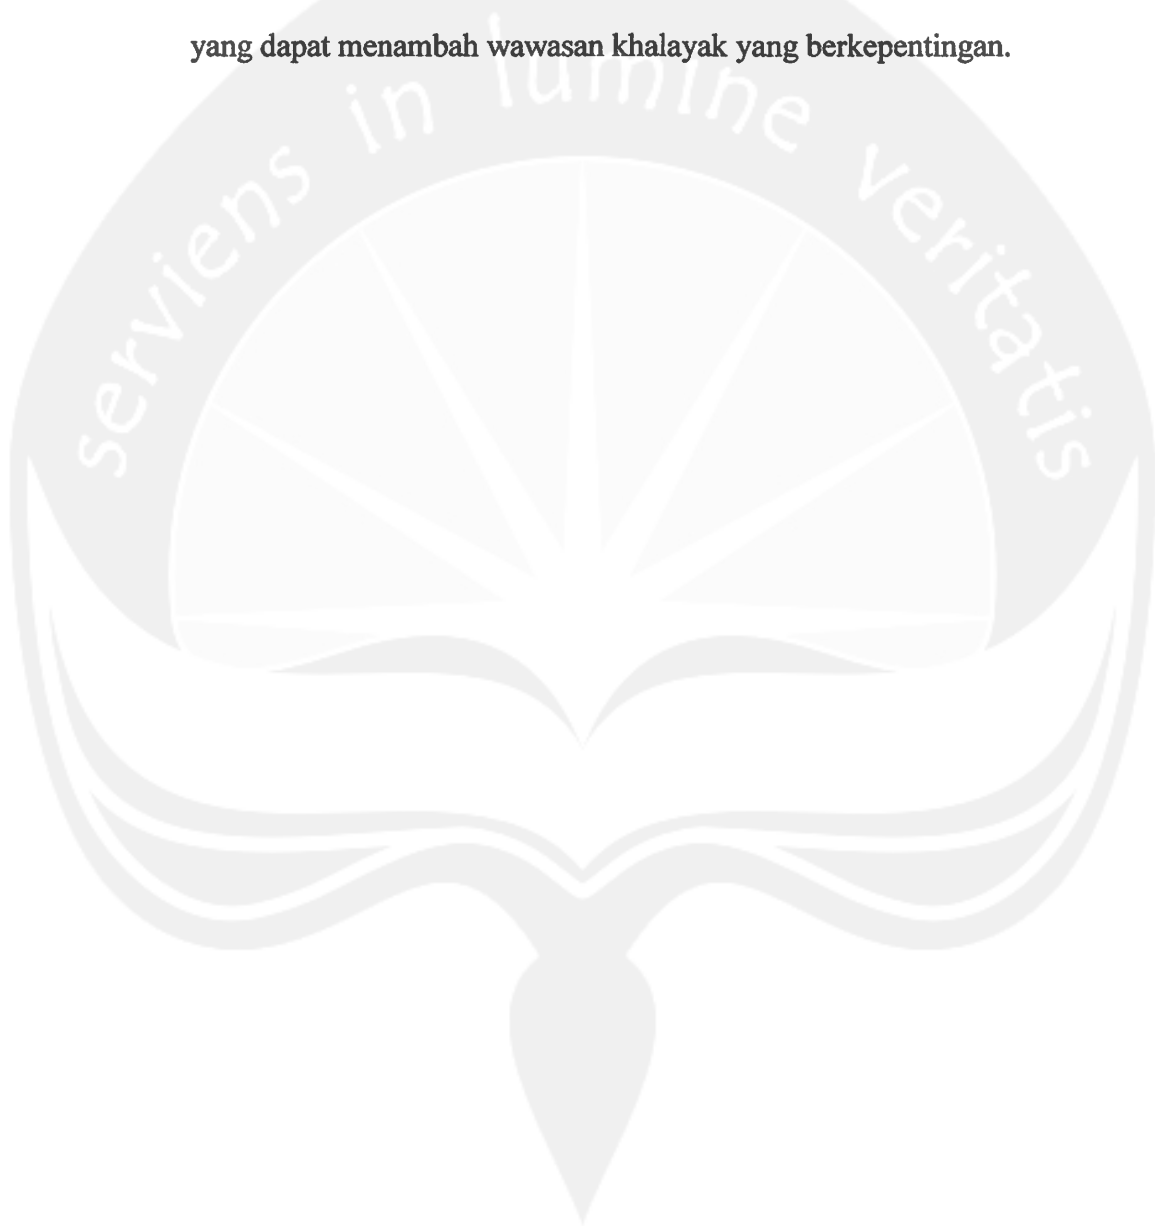 yang dapat menambah wawasan khalayak yang berkepentingan.
serviens in lumine veritatis